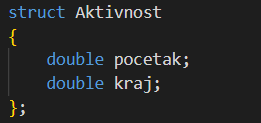 struct Aktivnost
{
    double pocetak;
    double kraj;
};